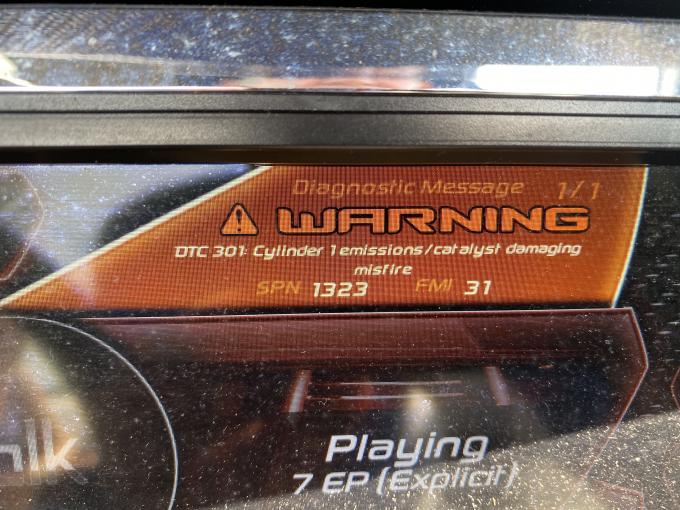 Diagnostic Message 1/1
WARNING
DTC 301: Cylinder 1 emissions/catalyst damaging
misfire
SPN 1323 FMI 31
Playing
7 EP (Explicit)